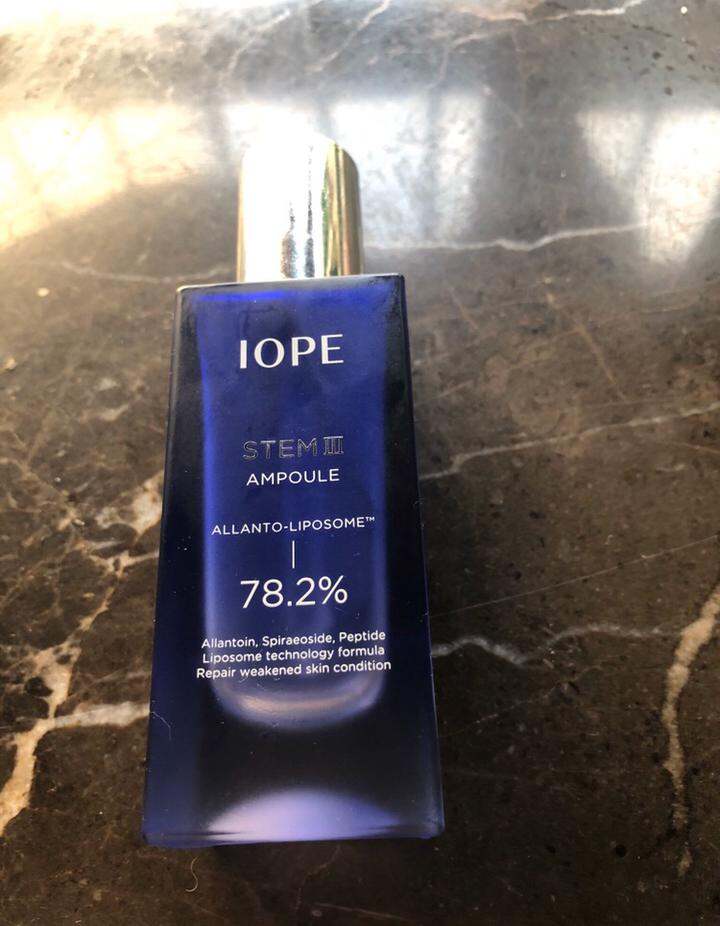 IOPE
STEM III
AMPOULE
ALLANTO-LIPOSOME™
78.2%
Allantoin, Spiraeoside, Peptide
Liposome technology formula
Repair weakened skin condition